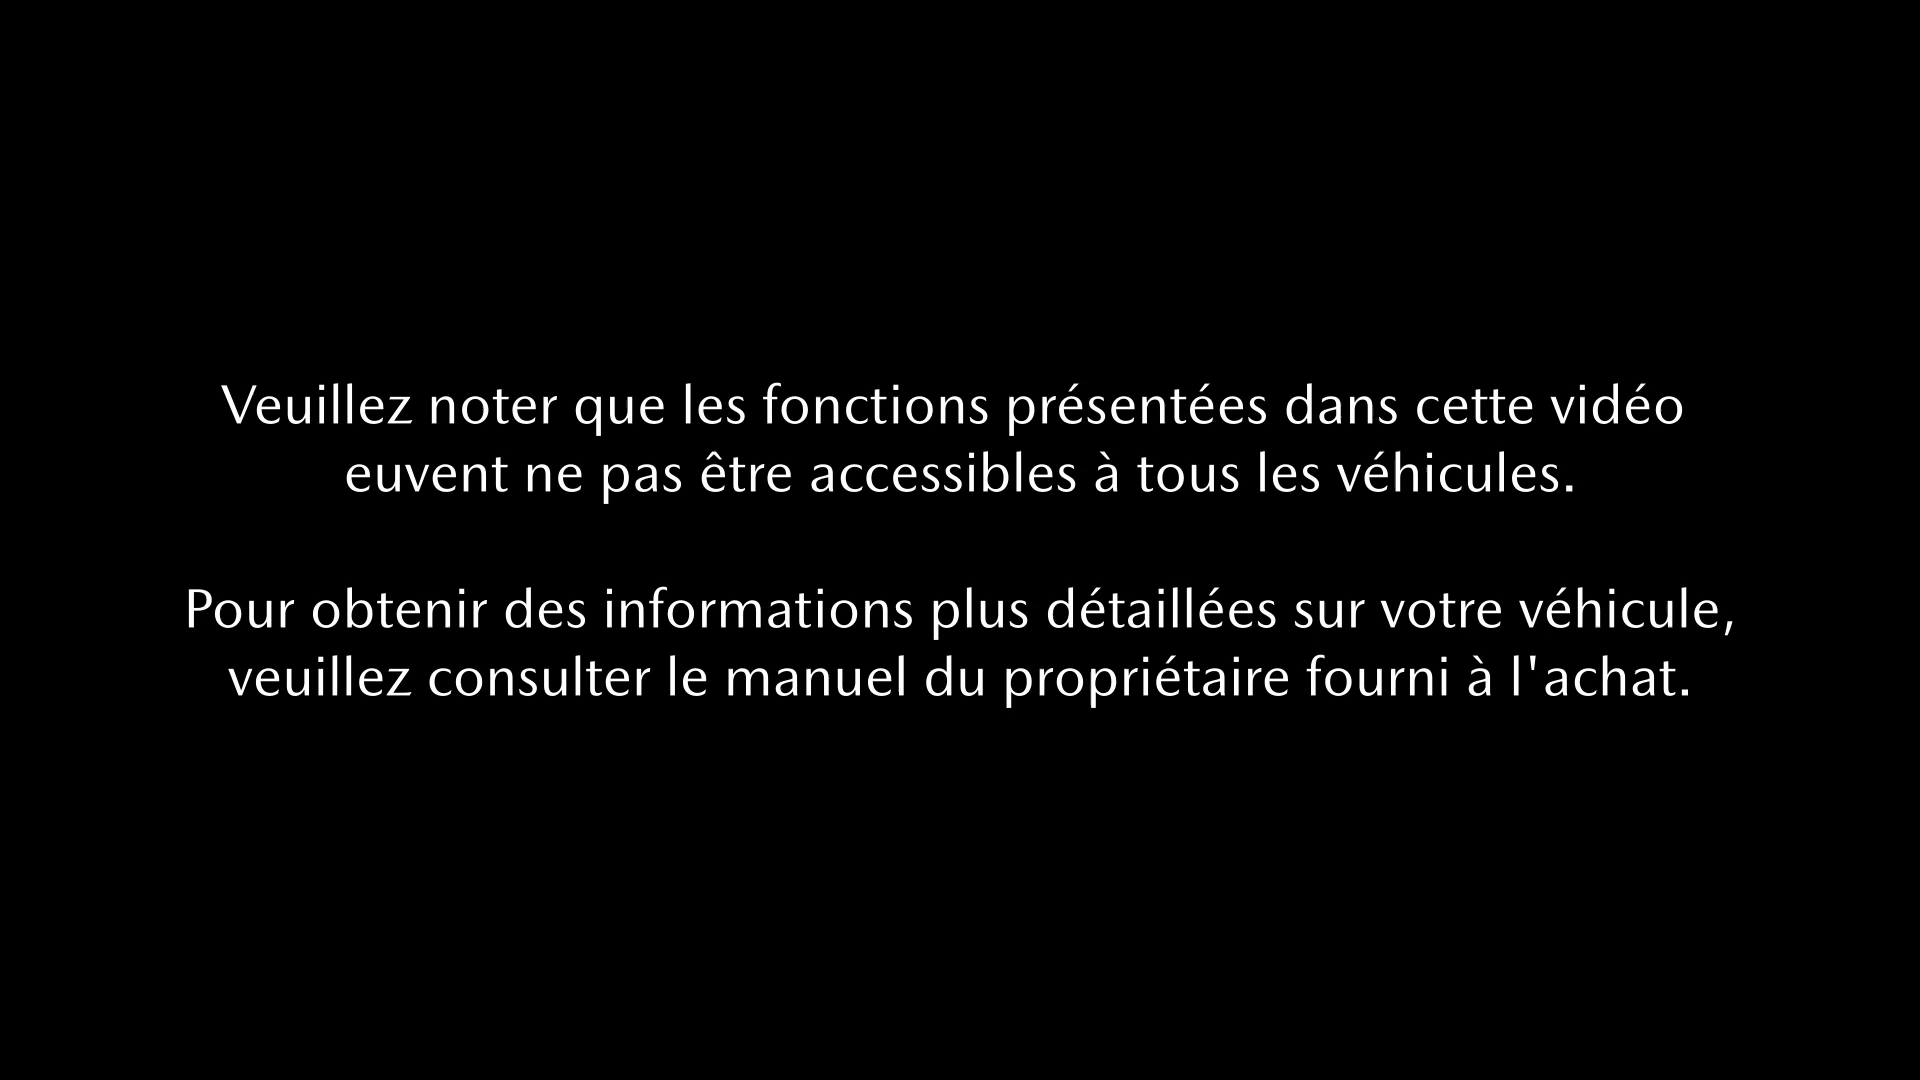 Veuillez noter que les fonctions présentées dans cette vidéo
euvent ne pas être accessibles à tous les véhicules.
Pour obtenir des informations plus détaillées sur votre véhicule,
veuillez consulter le manuel du propriétaire fourni à l'achat.